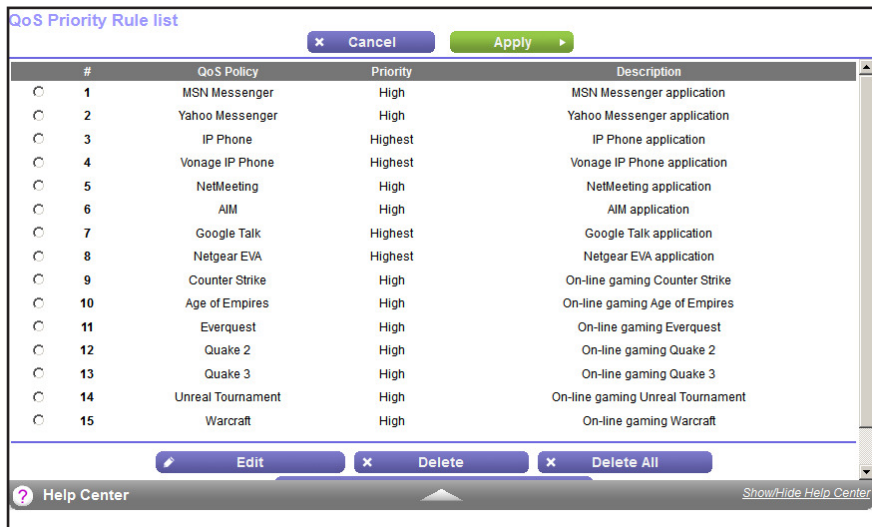 QoS Priority Rule list
Cancel Apply
# QoS Policy Priority Description
1 MSN Messenger High MSN Messenger application
2 Yahoo Messenger High Yahoo Messenger application
3 IP Phone Highest IP Phone application
4 Vonage IP Phone Highest Vonage IP Phone application
5 NetMeeting High NetMeeting application
6 AIM High AIM application
7 Google Talk Highest Google Talk application
8 Netgear EVA Highest Netgear EVA application
9 Counter Strike High On-line gaming Counter Strike
10 Age of Empires High On-line gaming Age of Empires
11 Everquest High On-line gaming Everquest
12 Quake 2 High On-line gaming Quake 2
13 Quake 3 High On-line gaming Quake 3
14 Unreal Tournament High On-line gaming Unreal Tournament
15 Warcraft High On-line gaming Warcraft
Edit Delete Delete All
? Help Center Show/Hide Help Center